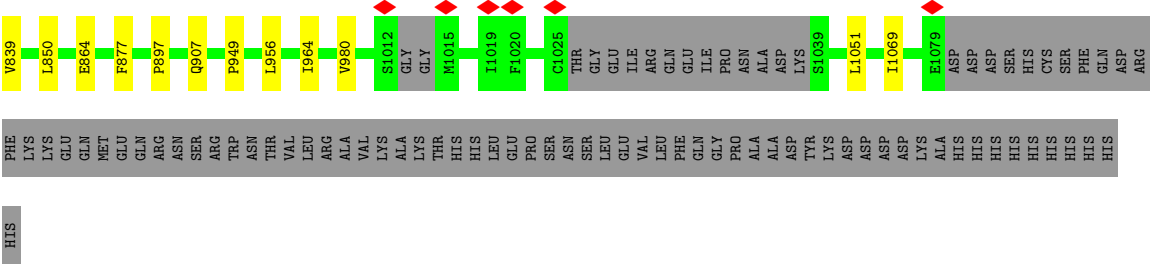 V839 L850 E864 F877 P897 Q907 P949 L956 I964 V980 S1012 GLY GLY M1015 I1019 F1020 C1025 THR GLY GLU ILE ARG GLN GLU ILE PRO ASN ALA ASP LYS S1039 L1051 I1069 E1079 ASP ASP ASP SER HIS CYS SER PHE GLN ASP ARG
PHE LYS LYS GLU GLN MET GLU GLN ARG ASN SER ARG TRP ASN THR VAL LEU ARG ALA VAL LYS ALA LYS THR HIS HIS LEU GLU PRO SER ASN SER LEU GLU VAL LEU PHE GLN GLY PRO ALA ALA ASP TYR LYS ASP ASP ASP ASP LYS ALA HIS HIS HIS HIS HIS HIS HIS HIS HIS
HIS